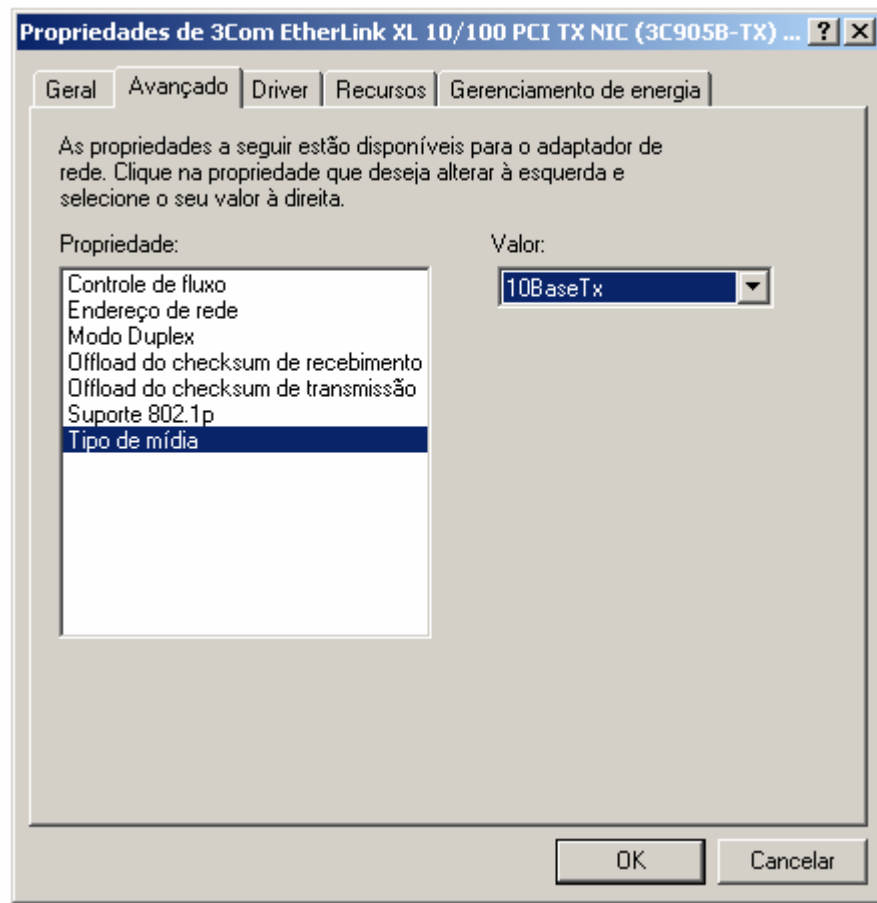 Propriedades de 3Com EtherLink XL 10/100 PCI TX NIC (3C905B-TX) ...
Geral Avançado Driver Recursos Gerenciamento de energia
As propriedades a seguir estão disponíveis para o adaptador de
rede. Clique na propriedade que deseja alterar à esquerda e
selecione o seu valor à direita.
Propriedade:
Controle de fluxo
Endereço de rede
Modo Duplex
Offload do checksum de recebimento
Offload do checksum de transmissão
Suporte 802.1p
Tipo de mídia
Valor:
10BaseTx
OK Cancelar